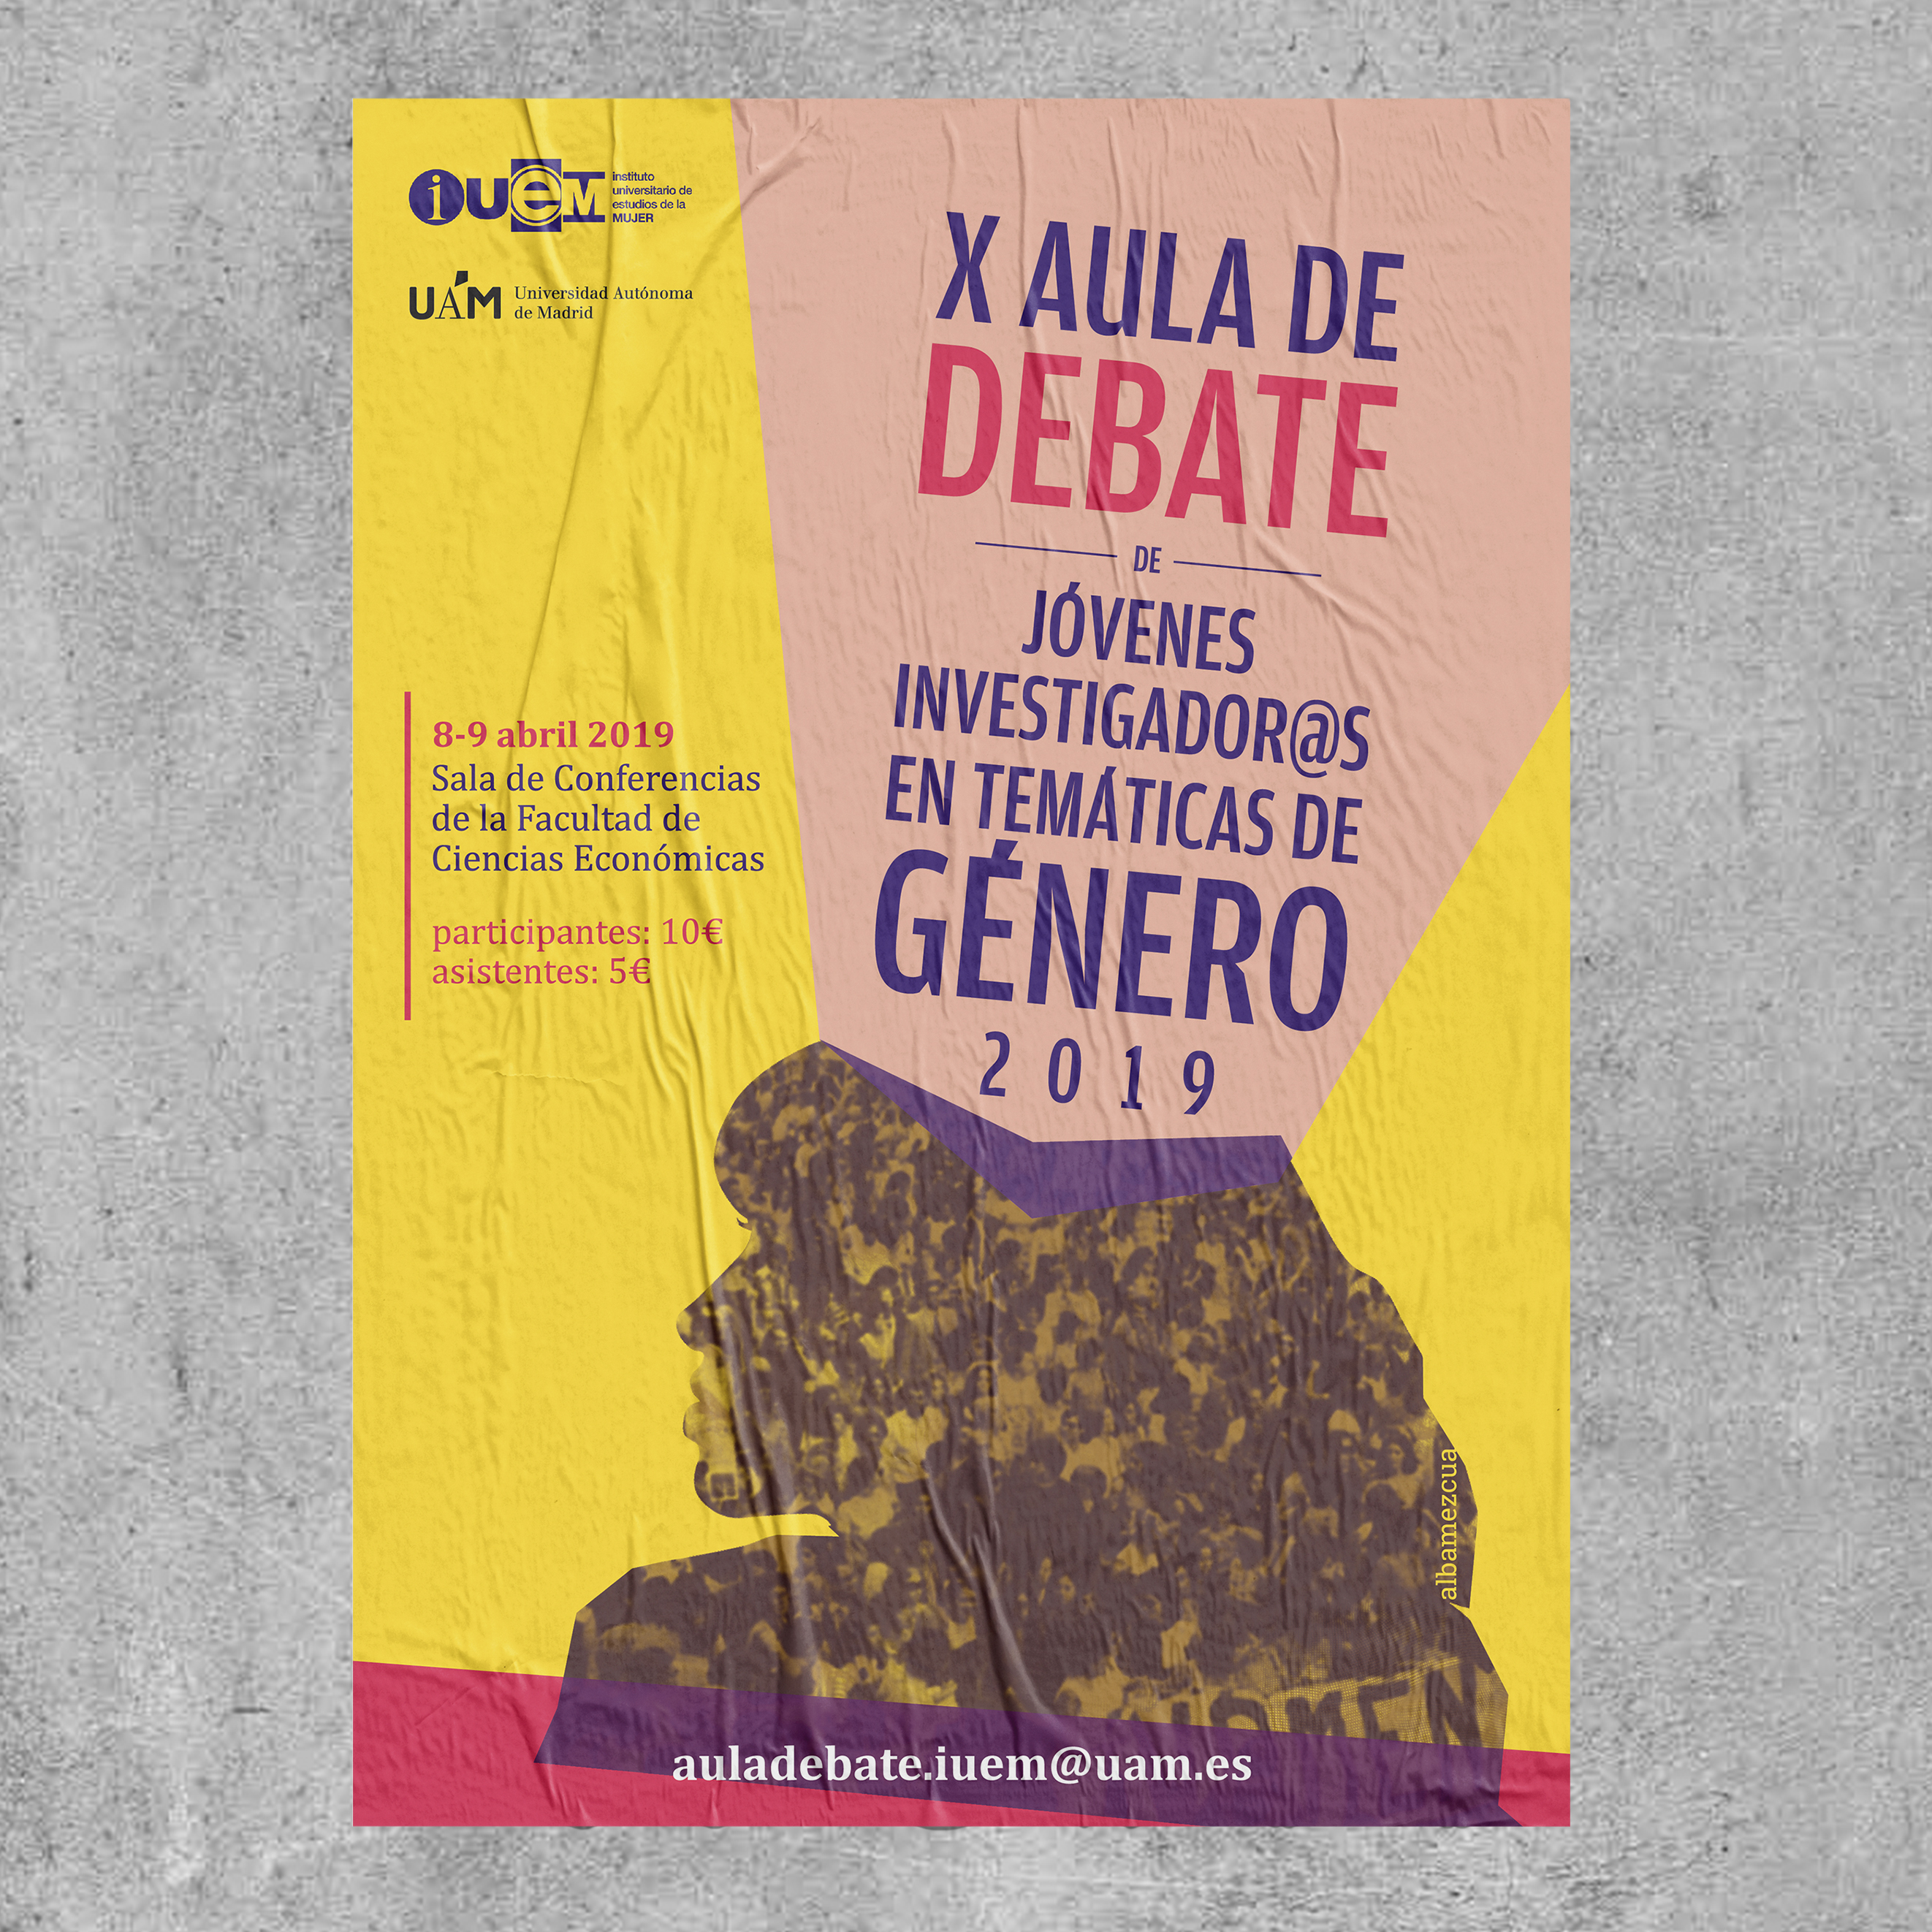 iUeM
instituto
universitario de
estudios de la
MUJER
UAM
Universidad Autónoma
de Madrid
X AULA DE
DEBATE
DE
JÓVENES
INVESTIGADOR@S
EN TEMÁTICAS DE
GÉNERO
2019
8-9 abril 2019
Sala de Conferencias
de la Facultad de
Ciencias Económicas
participantes: 10€
asistentes: 5€
albamezcua
WOMEN
auladebate.iuem@uam.es